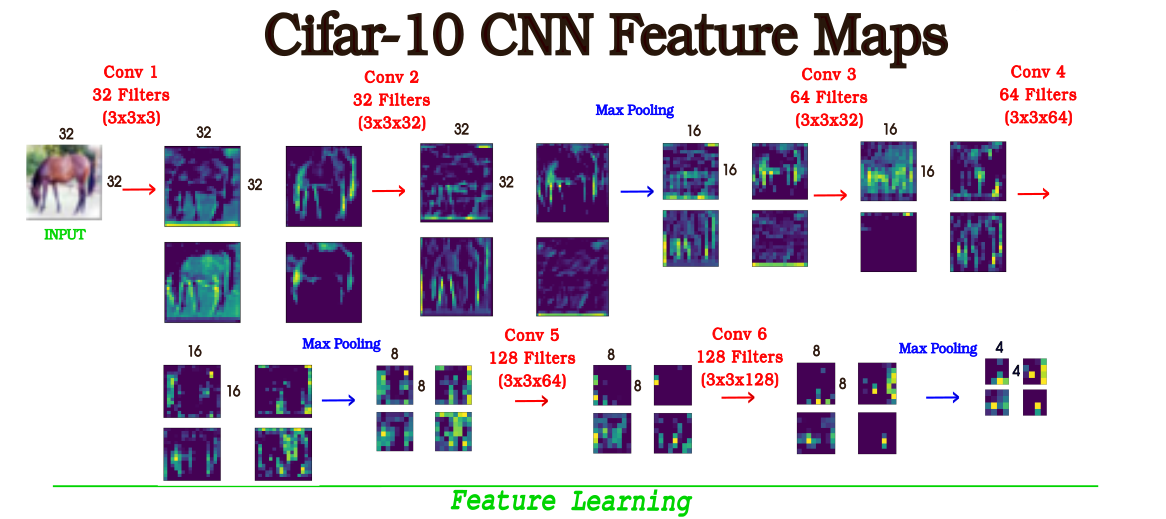 Cifar-10 CNN Feature Maps
Conv 1
32 Filters
(3x3x3)
Conv 2
32 Filters
(3x3x32)
Max Pooling
Conv 3
64 Filters
(3x3x32)
Conv 4
64 Filters
(3x3x64)
32
32
INPUT
32
32
32
32
16
16
16
16
16
16
Max Pooling
8
8
Conv 5
128 Filters
(3x3x64)
8
8
Conv 6
128 Filters
(3x3x128)
8
8
Max Pooling
4
4
Feature Learning